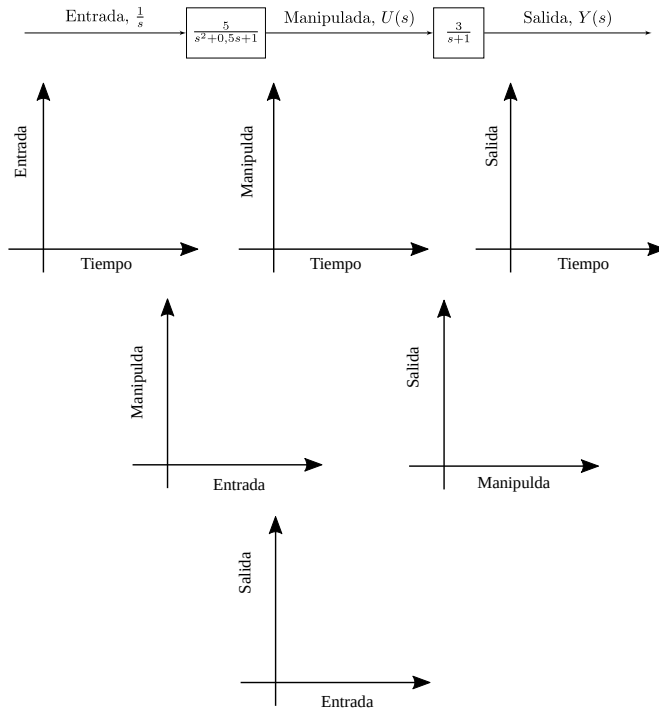 Entrada, 1/s
5/(s²+0,5s+1)
Manipulada, U(s)
3/(s+1)
Salida, Y(s)
Entrada
Tiempo
Manipulda
Tiempo
Salida
Tiempo
Manipulda
Entrada
Salida
Manipulda
Salida
Entrada